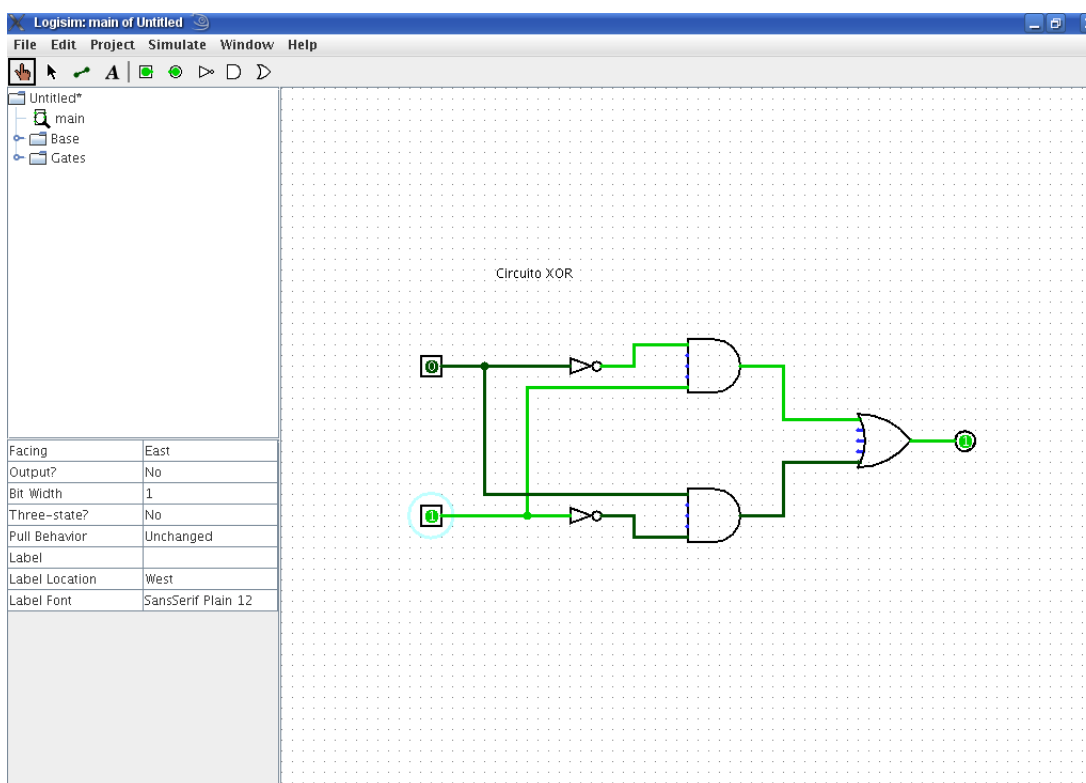 Logisim: main of Untitled
File Edit Project Simulate Window Help
A
Untitled*
main
Base
Gates
Circuito XOR
0
1
1
Facing East
Output? No
Bit Width 1
Three-state? No
Pull Behavior Unchanged
Label
Label Location West
Label Font SansSerif Plain 12